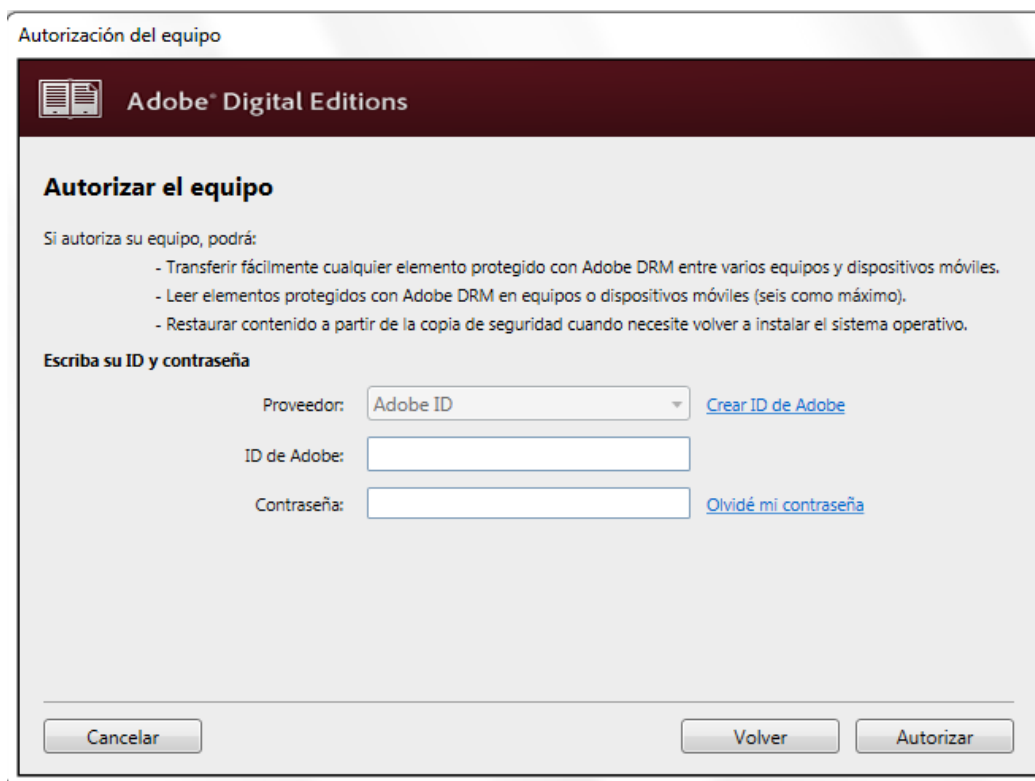 Autorización del equipo
Adobe® Digital Editions
Autorizar el equipo
Si autoriza su equipo, podrá:
- Transferir fácilmente cualquier elemento protegido con Adobe DRM entre varios equipos y dispositivos móviles.
- Leer elementos protegidos con Adobe DRM en equipos o dispositivos móviles (seis como máximo).
- Restaurar contenido a partir de la copia de seguridad cuando necesite volver a instalar el sistema operativo.
Escriba su ID y contraseña
Proveedor: Adobe ID Crear ID de Adobe
ID de Adobe:
Contraseña: Olvidé mi contraseña
Cancelar Volver Autorizar